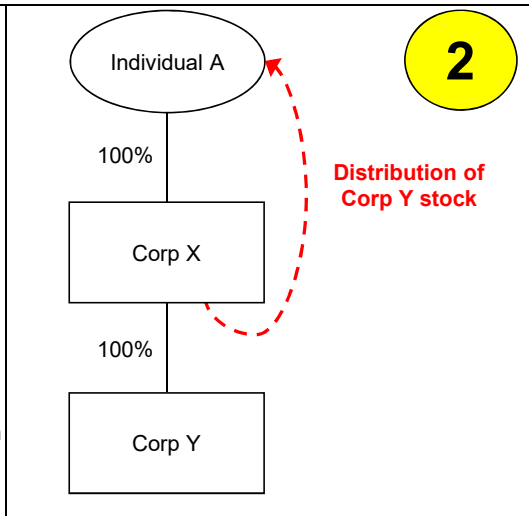 Individual A
2
100%
Distribution of
Corp Y stock
Corp X
100%
Corp Y